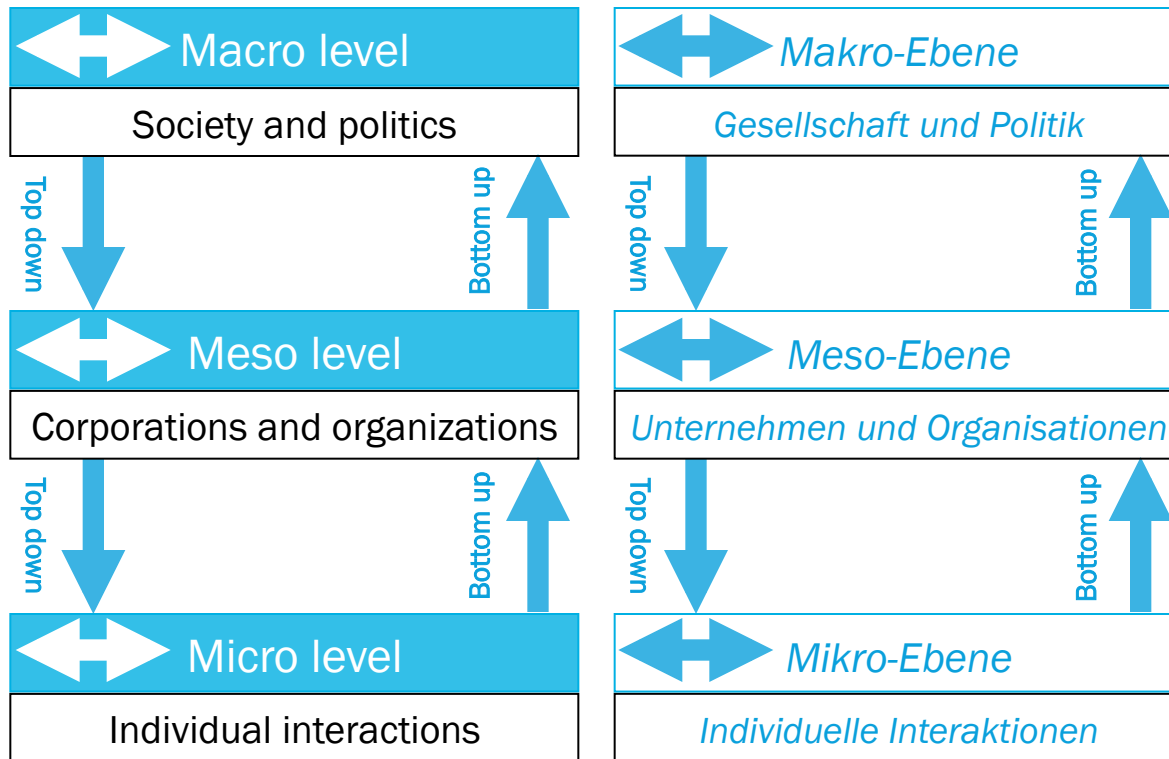 Macro level
Society and politics
Top down
Bottom up
Meso level
Corporations and organizations
Top down
Bottom up
Micro level
Individual interactions
Makro-Ebene
Gesellschaft und Politik
Top down
Bottom up
Meso-Ebene
Unternehmen und Organisationen
Top down
Bottom up
Mikro-Ebene
Individuelle Interaktionen